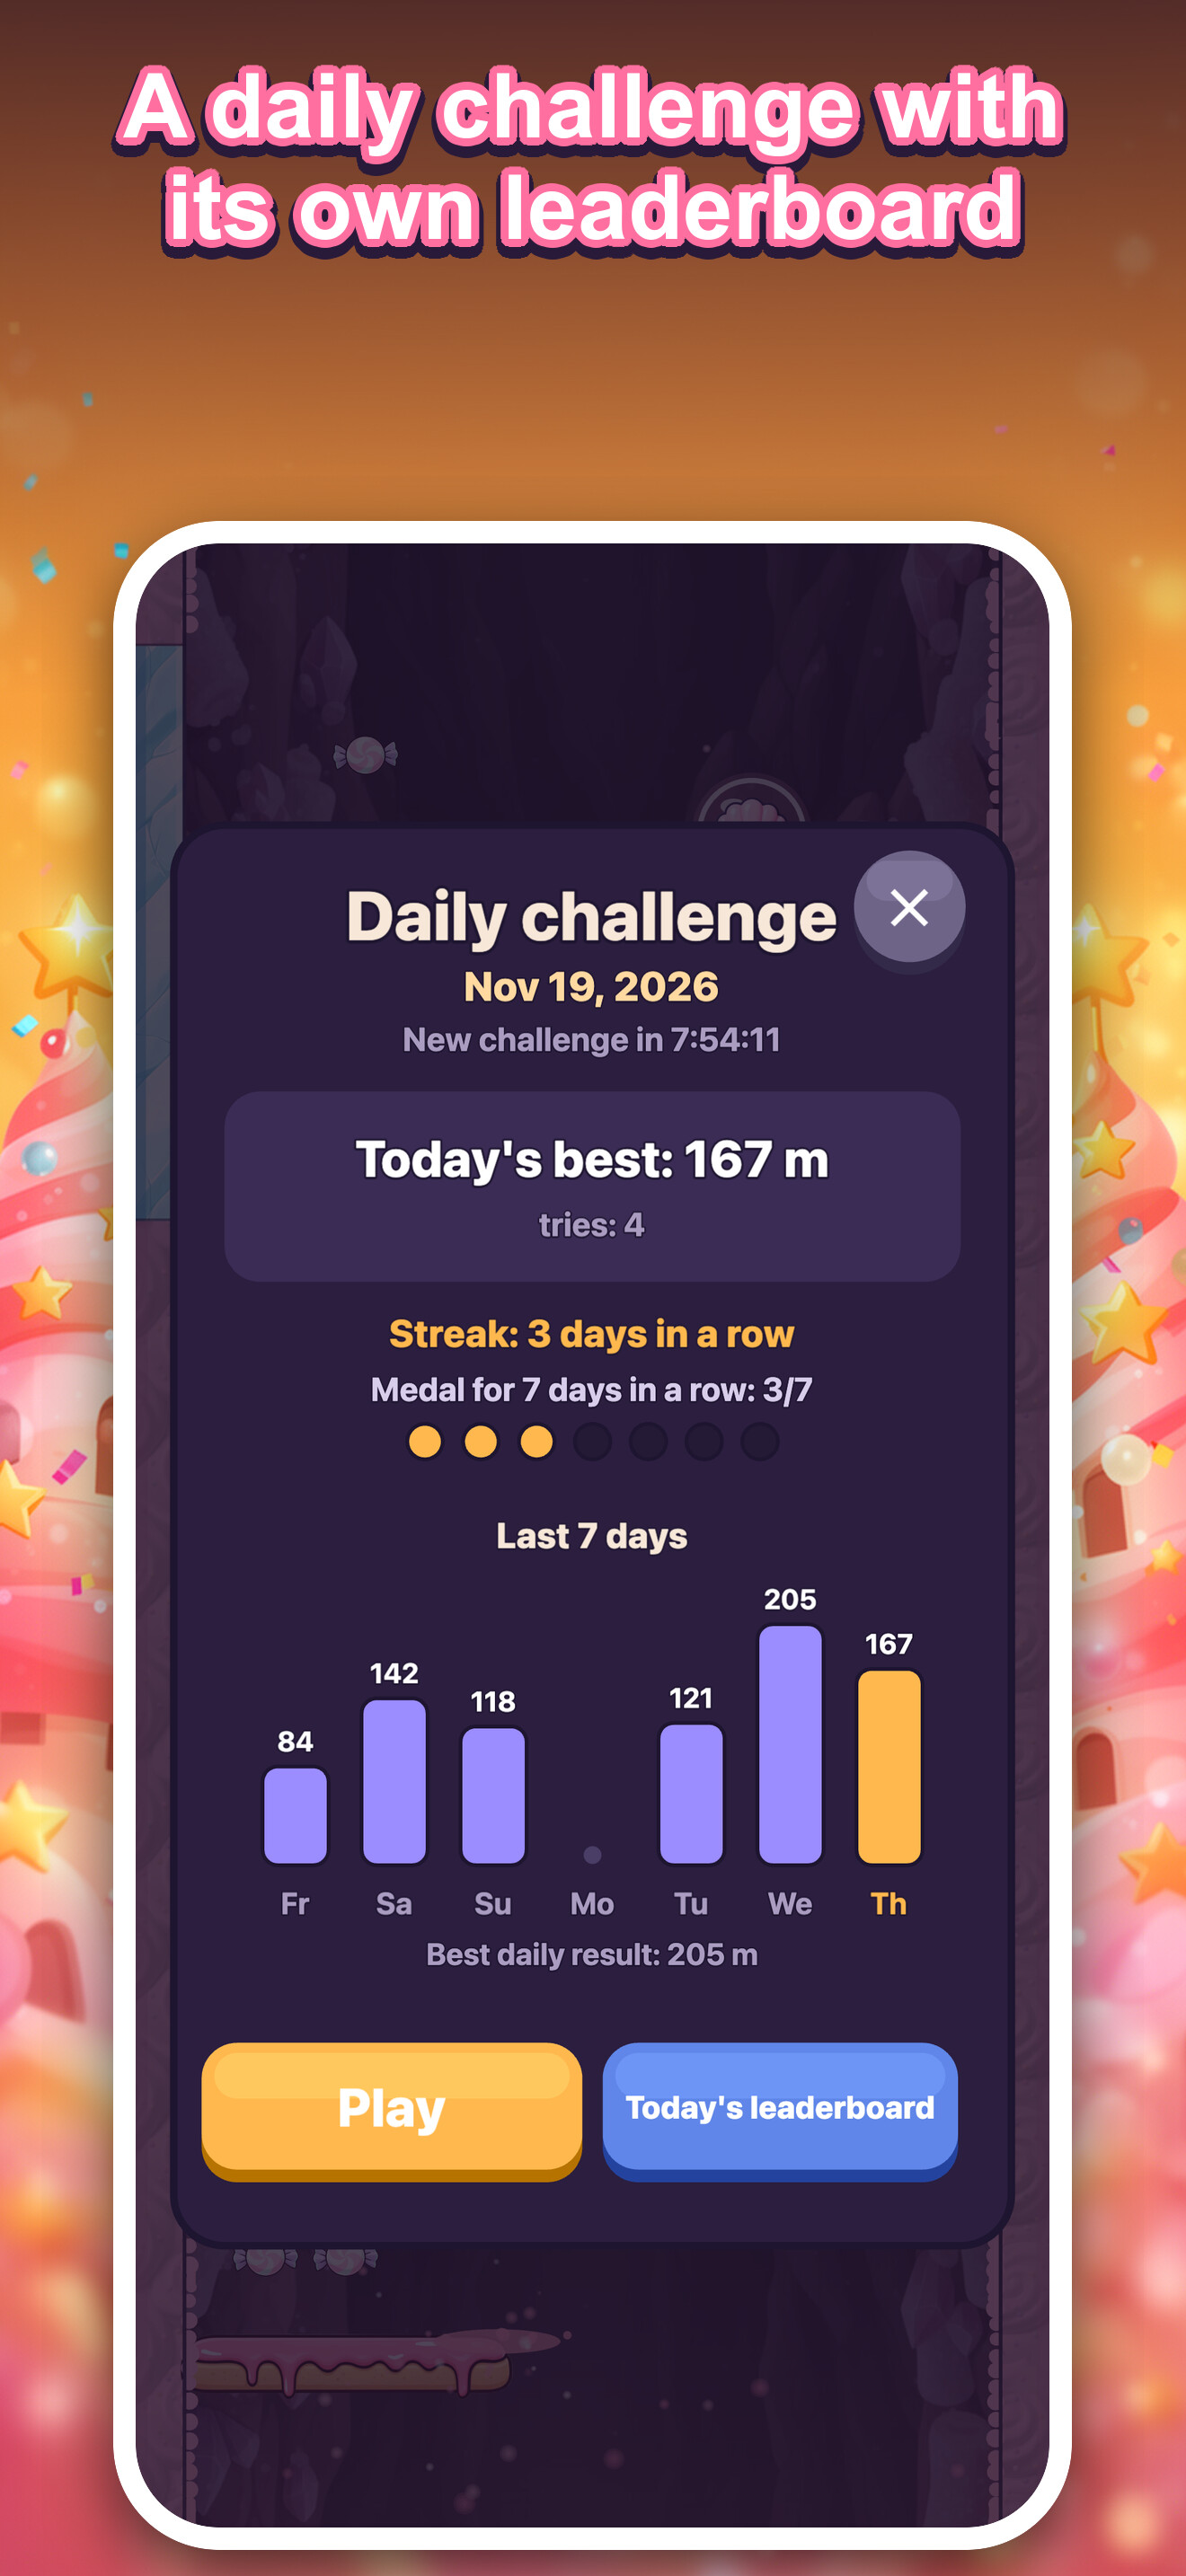 A daily challenge with
its own leaderboard
Daily challenge
Nov 19, 2026
New challenge in 7:54:11
Today's best: 167 m
tries: 4
Streak: 3 days in a row
Medal for 7 days in a row: 3/7
Last 7 days
84 142 118 121 205 167
Fr Sa Su Mo Tu We Th
Best daily result: 205 m
Play
Today's leaderboard